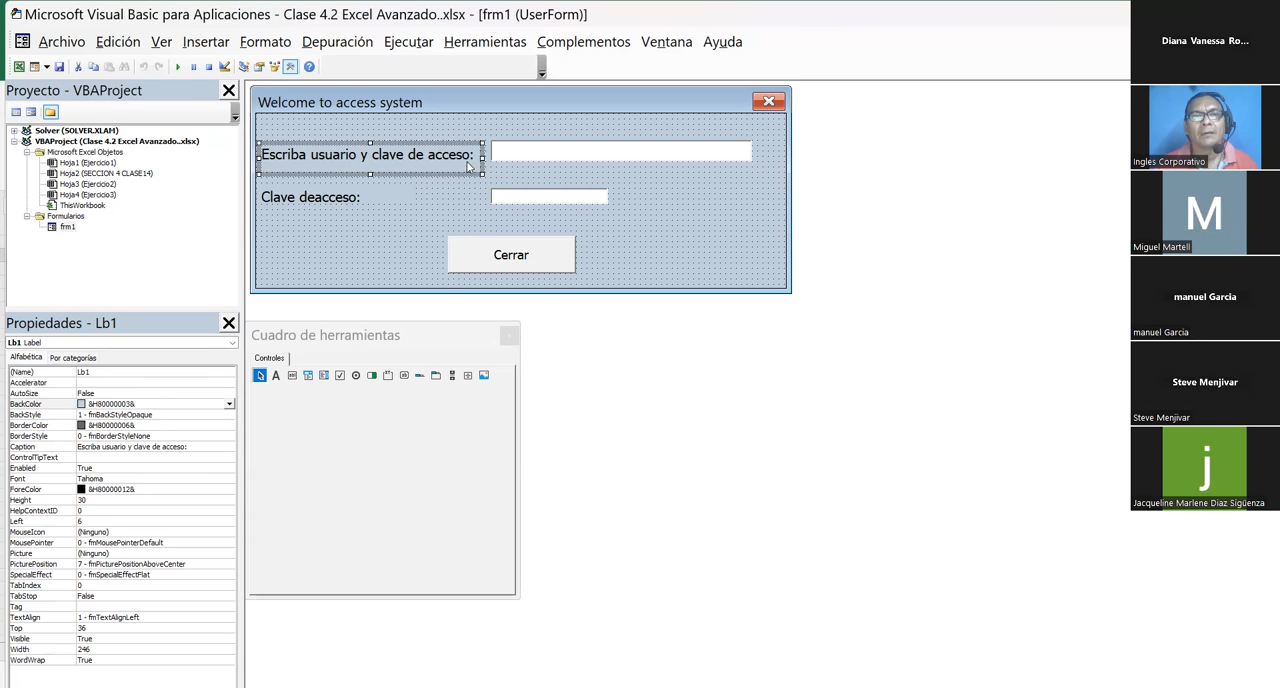 Microsoft Visual Basic para Aplicaciones - Clase 4.2 Excel Avanzado..xlsx - [frm1 (UserForm)]
Archivo Edición Ver Insertar Formato Depuración Ejecutar Herramientas Complementos Ventana Ayuda
Proyecto - VBAProject
Solver (SOLVER.XLAM)
VBAProject (Clase 4.2 Excel Avanzado..xlsx)
Microsoft Excel Objetos
Hoja1 (Ejercicio1)
Hoja2 (SECCION 4 CLASE14)
Hoja3 (Ejercicio2)
Hoja4 (Ejercicio3)
ThisWorkbook
Formularios
frm1
Propiedades - Lb1
Lb1 Label
Alfabética Por categorías
(Name) Lb1
Accelerator
AutoSize False
BackColor &H80000003&
BackStyle 1 - fmBackStyleOpaque
BorderColor &H80000006&
BorderStyle 0 - fmBorderStyleNone
Caption Escriba usuario y clave de acceso:
ControlTipText
Enabled True
Font Tahoma
ForeColor &H80000012&
Height 30
HelpContextID 0
Left 6
MouseIcon (Ninguno)
MousePointer 0 - fmMousePointerDefault
Picture (Ninguno)
PicturePosition 7 - fmPicturePositionAboveCenter
SpecialEffect 0 - fmSpecialEffectFlat
TabIndex 0
TabStop False
Tag
TextAlign 1 - fmTextAlignLeft
Top 36
Visible True
Width 246
WordWrap True
Welcome to access system
Escriba usuario y clave de acceso:
Clave deacceso:
Cerrar
Cuadro de herramientas
Controles
A
Diana Vanessa Ro...
Ingles Corporativo
M
Miguel Martell
manuel Garcia
manuel Garcia
Steve Menjivar
Steve Menjivar
j
Jacqueline Marlene Diaz Sigüenza